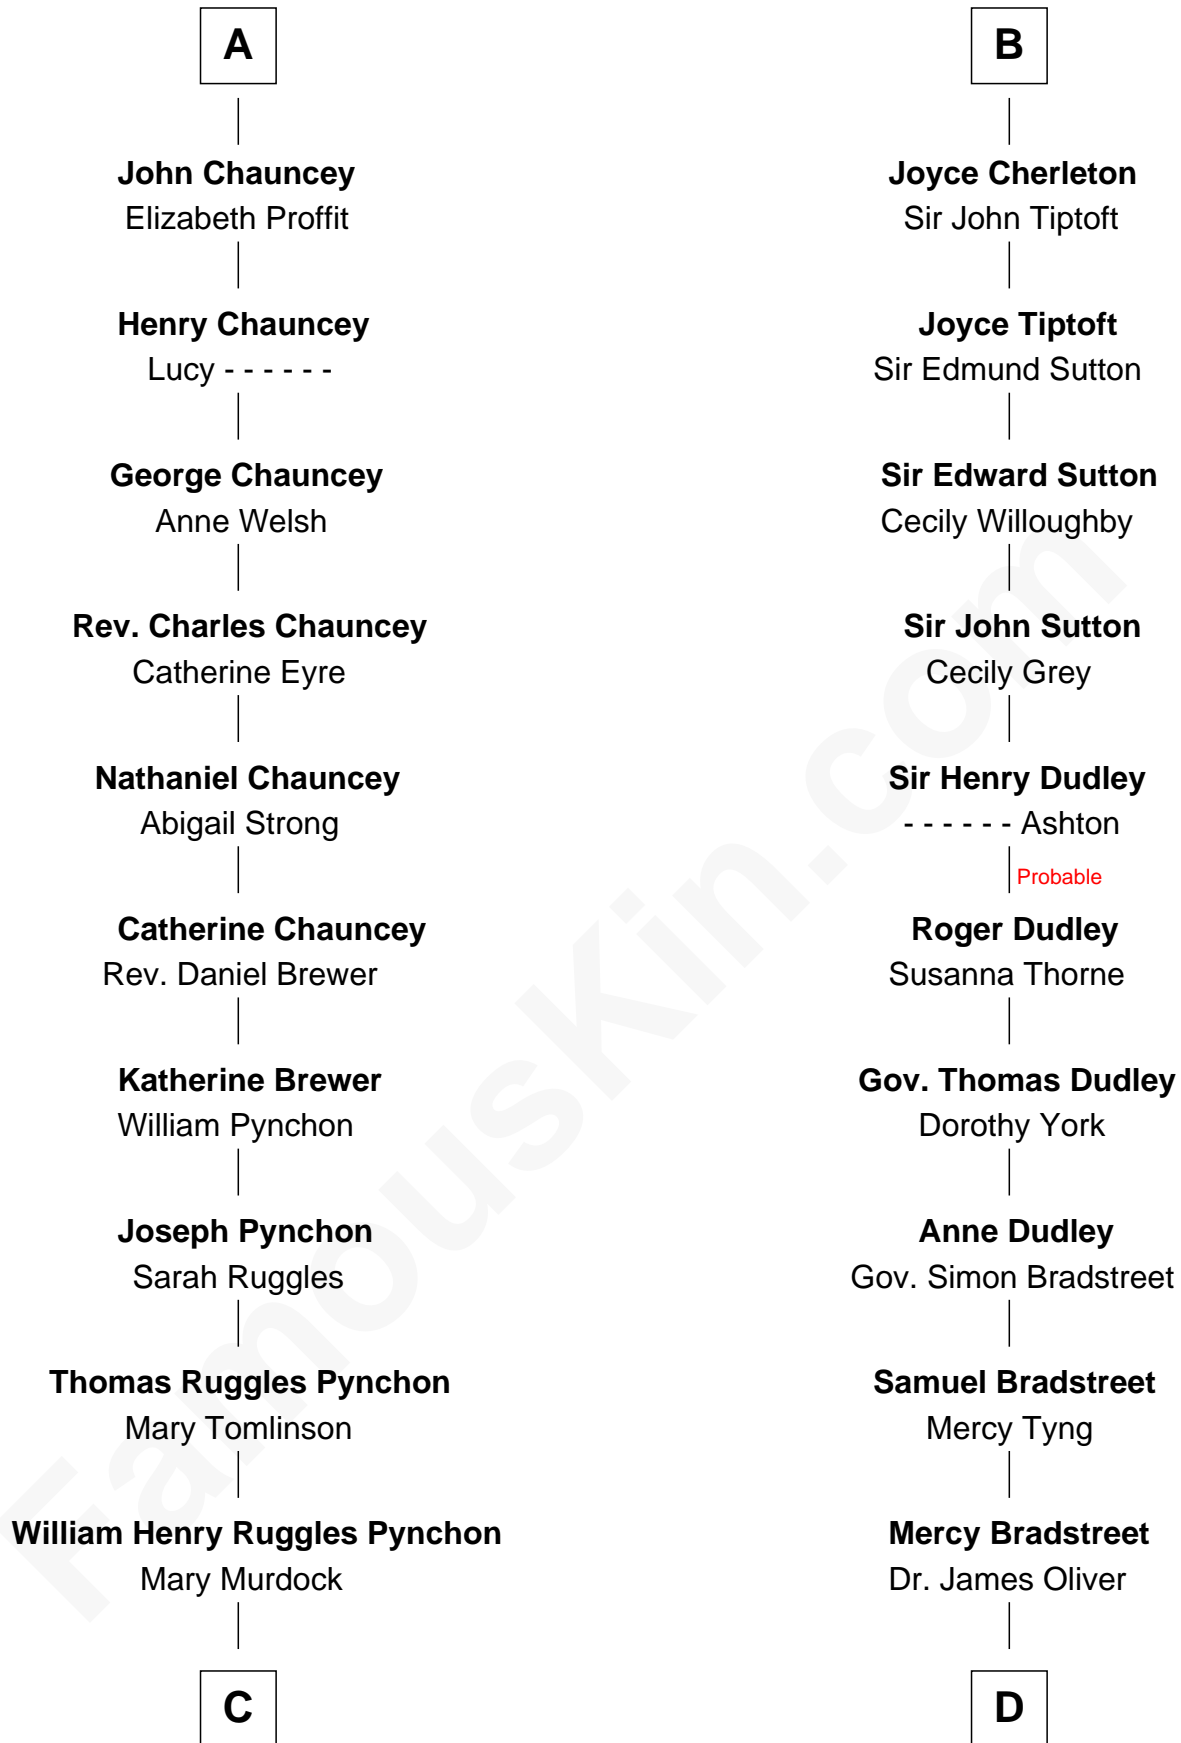 A
John Chauncey
Elizabeth Proffit
Henry Chauncey
Lucy - - - - - -
George Chauncey
Anne Welsh
Rev. Charles Chauncey
Catherine Eyre
Nathaniel Chauncey
Abigail Strong
Catherine Chauncey
Rev. Daniel Brewer
Katherine Brewer
William Pynchon
Joseph Pynchon
Sarah Ruggles
Thomas Ruggles Pynchon
Mary Tomlinson
William Henry Ruggles Pynchon
Mary Murdock
C
B
Joyce Cherleton
Sir John Tiptoft
Joyce Tiptoft
Sir Edmund Sutton
Sir Edward Sutton
Cecily Willoughby
Sir John Sutton
Cecily Grey
Sir Henry Dudley
- - - - - - Ashton
Probable
Roger Dudley
Susanna Thorne
Gov. Thomas Dudley
Dorothy York
Anne Dudley
Gov. Simon Bradstreet
Samuel Bradstreet
Mercy Tyng
Mercy Bradstreet
Dr. James Oliver
D
FamousKin.com